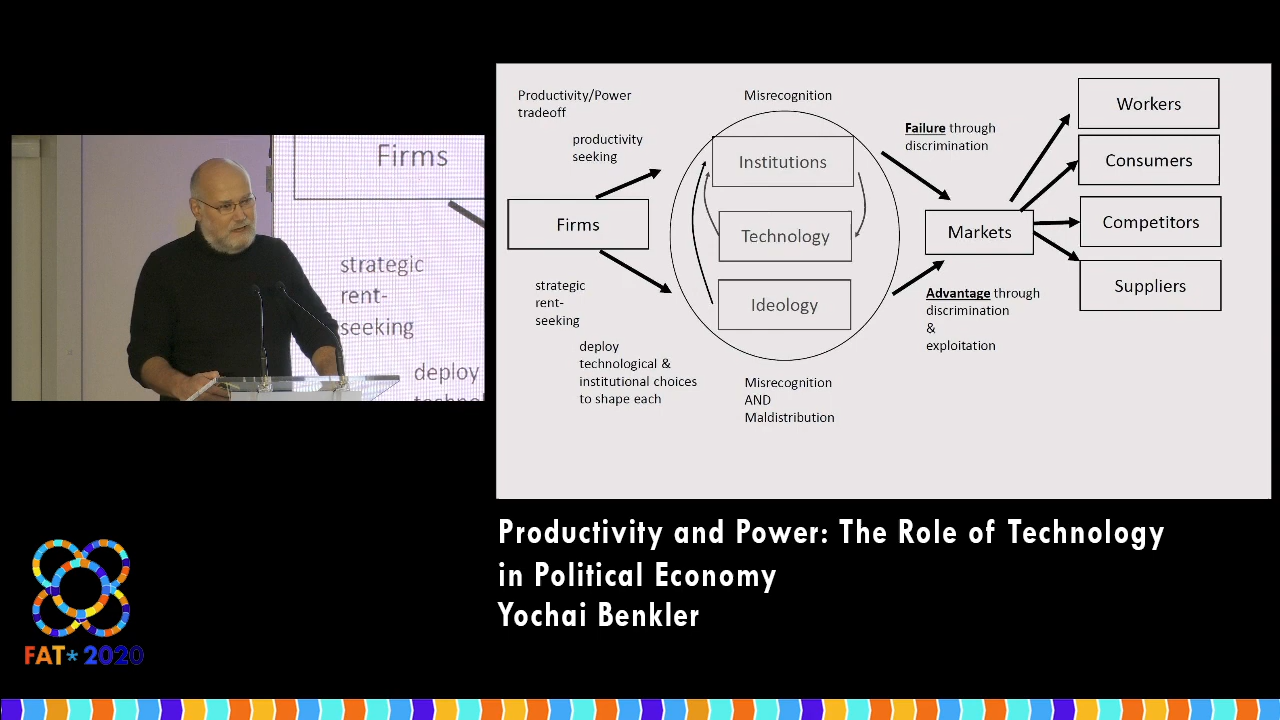 Firms
strategic
rent-
seeking
deploy
Productivity/Power
tradeoff
productivity
seeking
Firms
strategic
rent-
seeking
deploy
technological &
institutional choices
to shape each
Misrecognition
Institutions
Technology
Ideology
Misrecognition
AND
Maldistribution
Failure through
discrimination
Markets
Advantage through
discrimination
&
exploitation
Workers
Consumers
Competitors
Suppliers
Productivity and Power: The Role of Technology
in Political Economy
Yochai Benkler
FAT* 2020